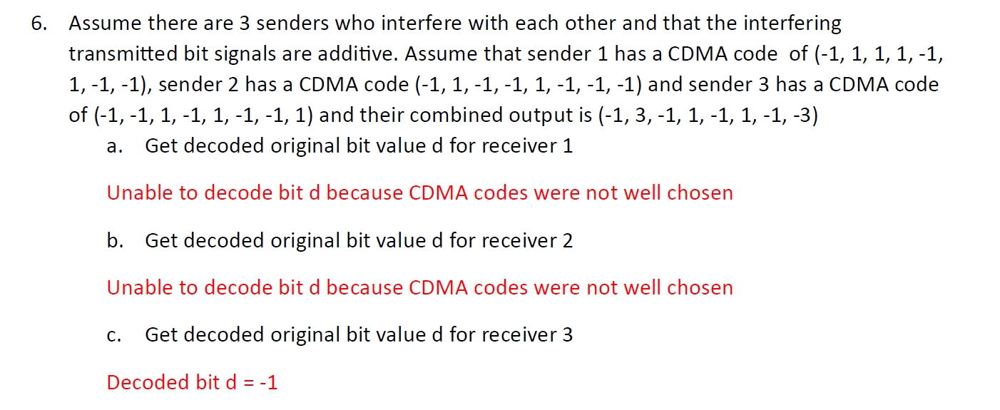 6. Assume there are 3 senders who interfere with each other and that the interfering
transmitted bit signals are additive. Assume that sender 1 has a CDMA code of (-1, 1, 1, 1, -1,
1, -1, -1), sender 2 has a CDMA code (-1, 1, -1, -1, 1, -1, -1, -1) and sender 3 has a CDMA code
of (-1, -1, 1, -1, 1, -1, -1, 1) and their combined output is (-1, 3, -1, 1, -1, 1, -1, -3)
a. Get decoded original bit value d for receiver 1
Unable to decode bit d because CDMA codes were not well chosen
b. Get decoded original bit value d for receiver 2
Unable to decode bit d because CDMA codes were not well chosen
c. Get decoded original bit value d for receiver 3
Decoded bit d = -1